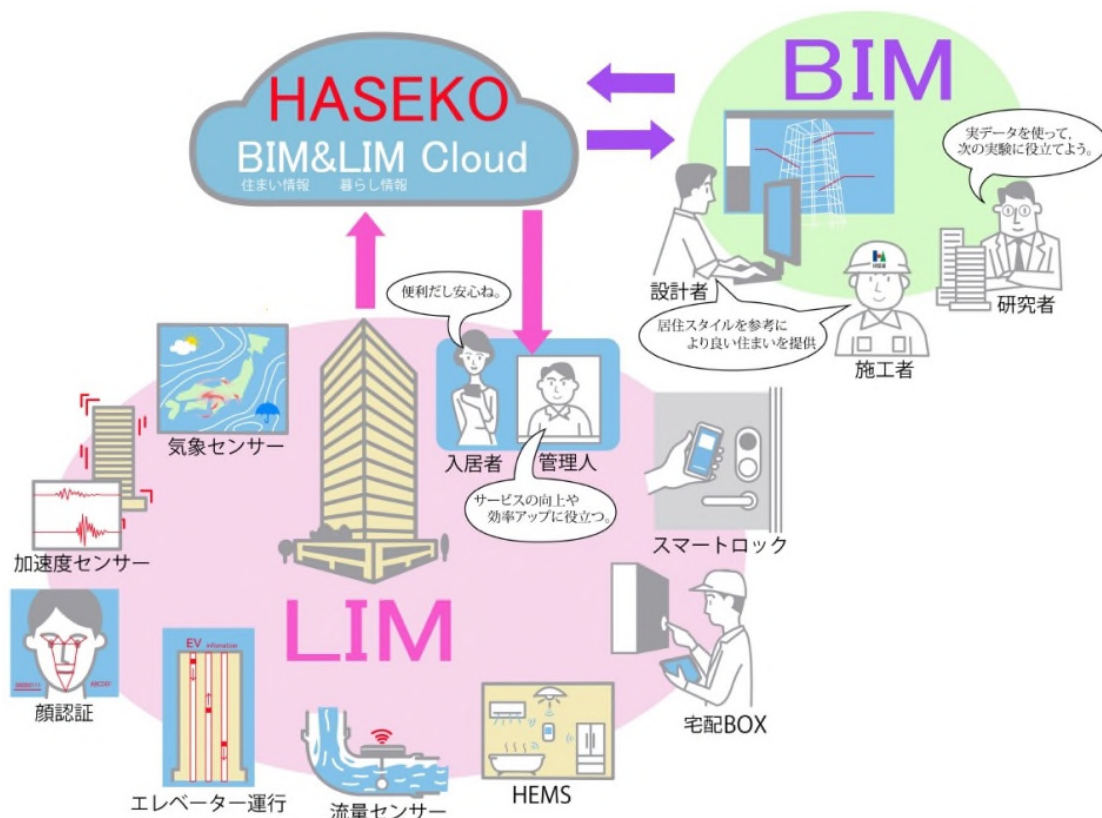 HASEKO
BIM&LIM Cloud
住まい情報 暮らし情報
BIM
実データを使って,
次の実験に役立てよう。
設計者
研究者
居住スタイルを参考に
より良い住まいを提供
施工者
便利だし安心ね。
気象センサー
入居者 管理人
サービスの向上や
効率アップに役立つ。
スマートロック
加速度センサー
LIM
顔認証
EV
エレベーター運行
流量センサー
HEMS
宅配BOX